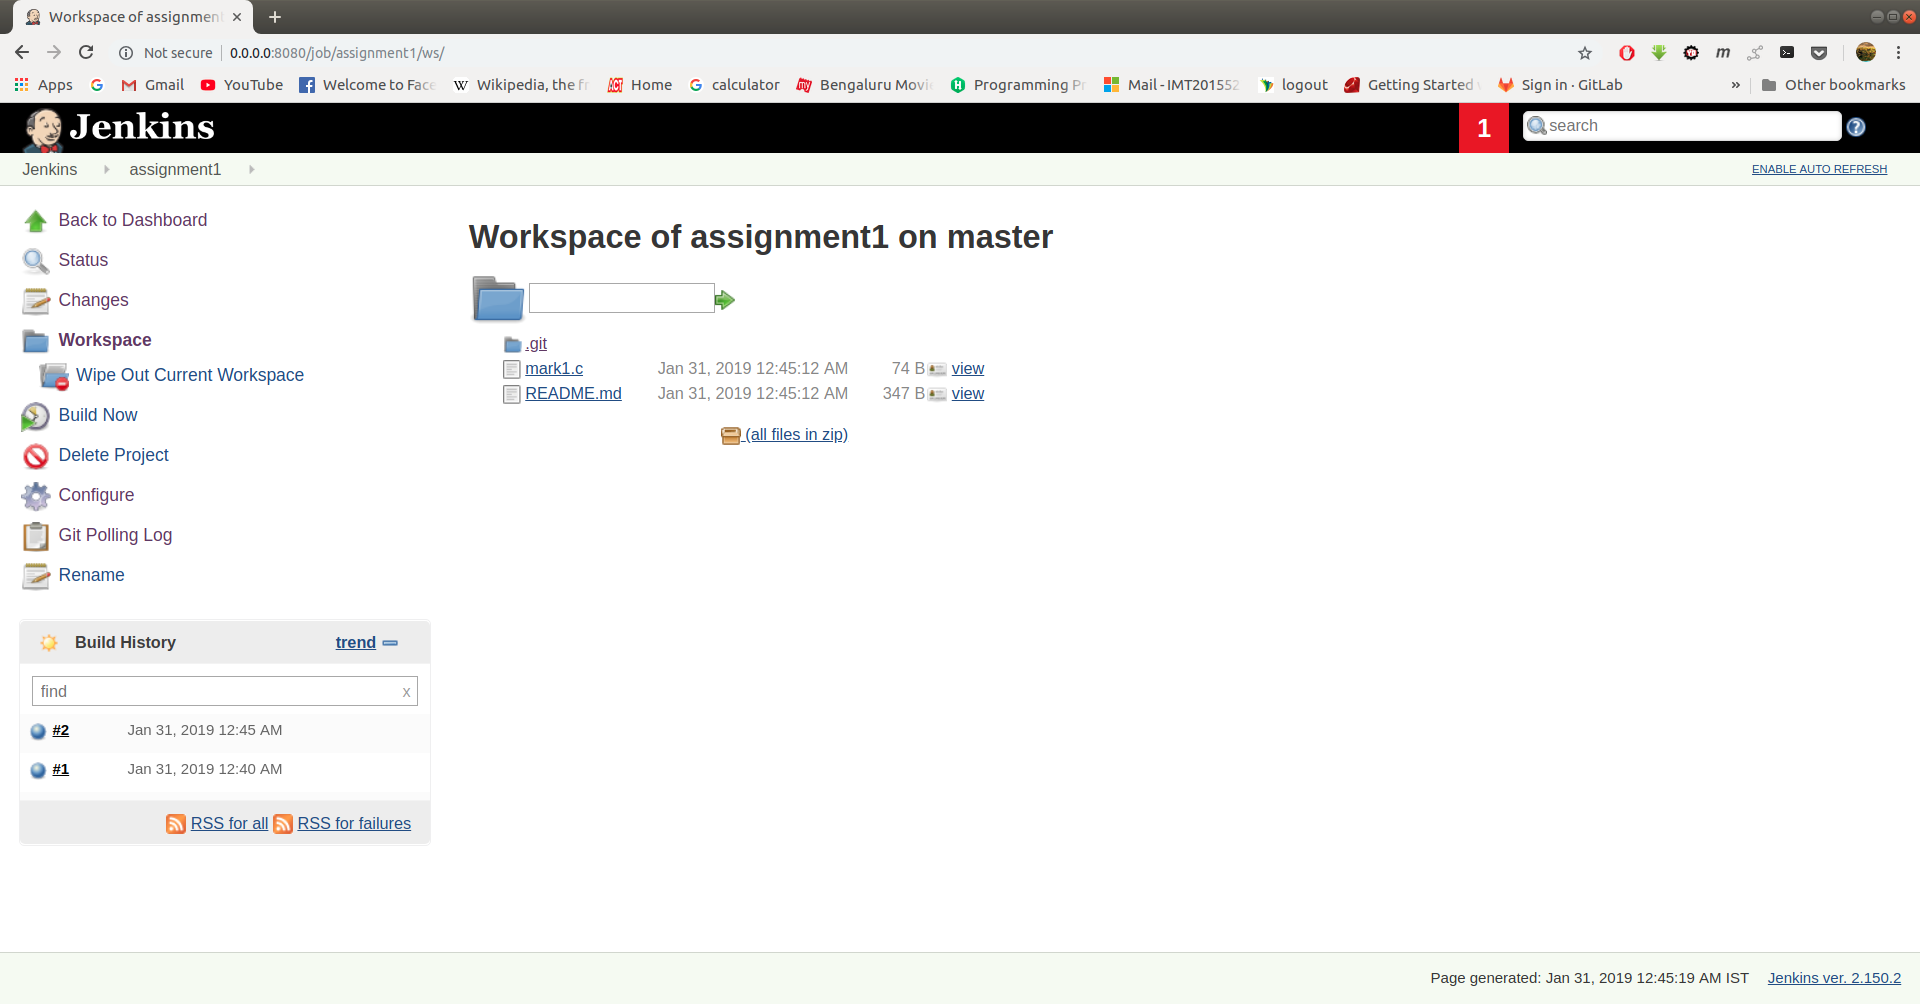 Workspace of assignment
Not secure 0.0.0.0:8080/job/assignment1/ws/
Apps Gmail YouTube Welcome to Face Wikipedia, the fr Home calculator Bengaluru Movi Programming Pr Mail - IMT201552 logout Getting Started Sign in · GitLab » Other bookmarks
Jenkins
1
search
Jenkins assignment1
ENABLE AUTO REFRESH
Back to Dashboard
Status
Changes
Workspace
Wipe Out Current Workspace
Build Now
Delete Project
Configure
Git Polling Log
Rename
Build History trend
find x
#2 Jan 31, 2019 12:45 AM
#1 Jan 31, 2019 12:40 AM
RSS for all RSS for failures
Workspace of assignment1 on master
.git
mark1.c Jan 31, 2019 12:45:12 AM 74 B view
README.md Jan 31, 2019 12:45:12 AM 347 B view
(all files in zip)
Page generated: Jan 31, 2019 12:45:19 AM IST Jenkins ver. 2.150.2